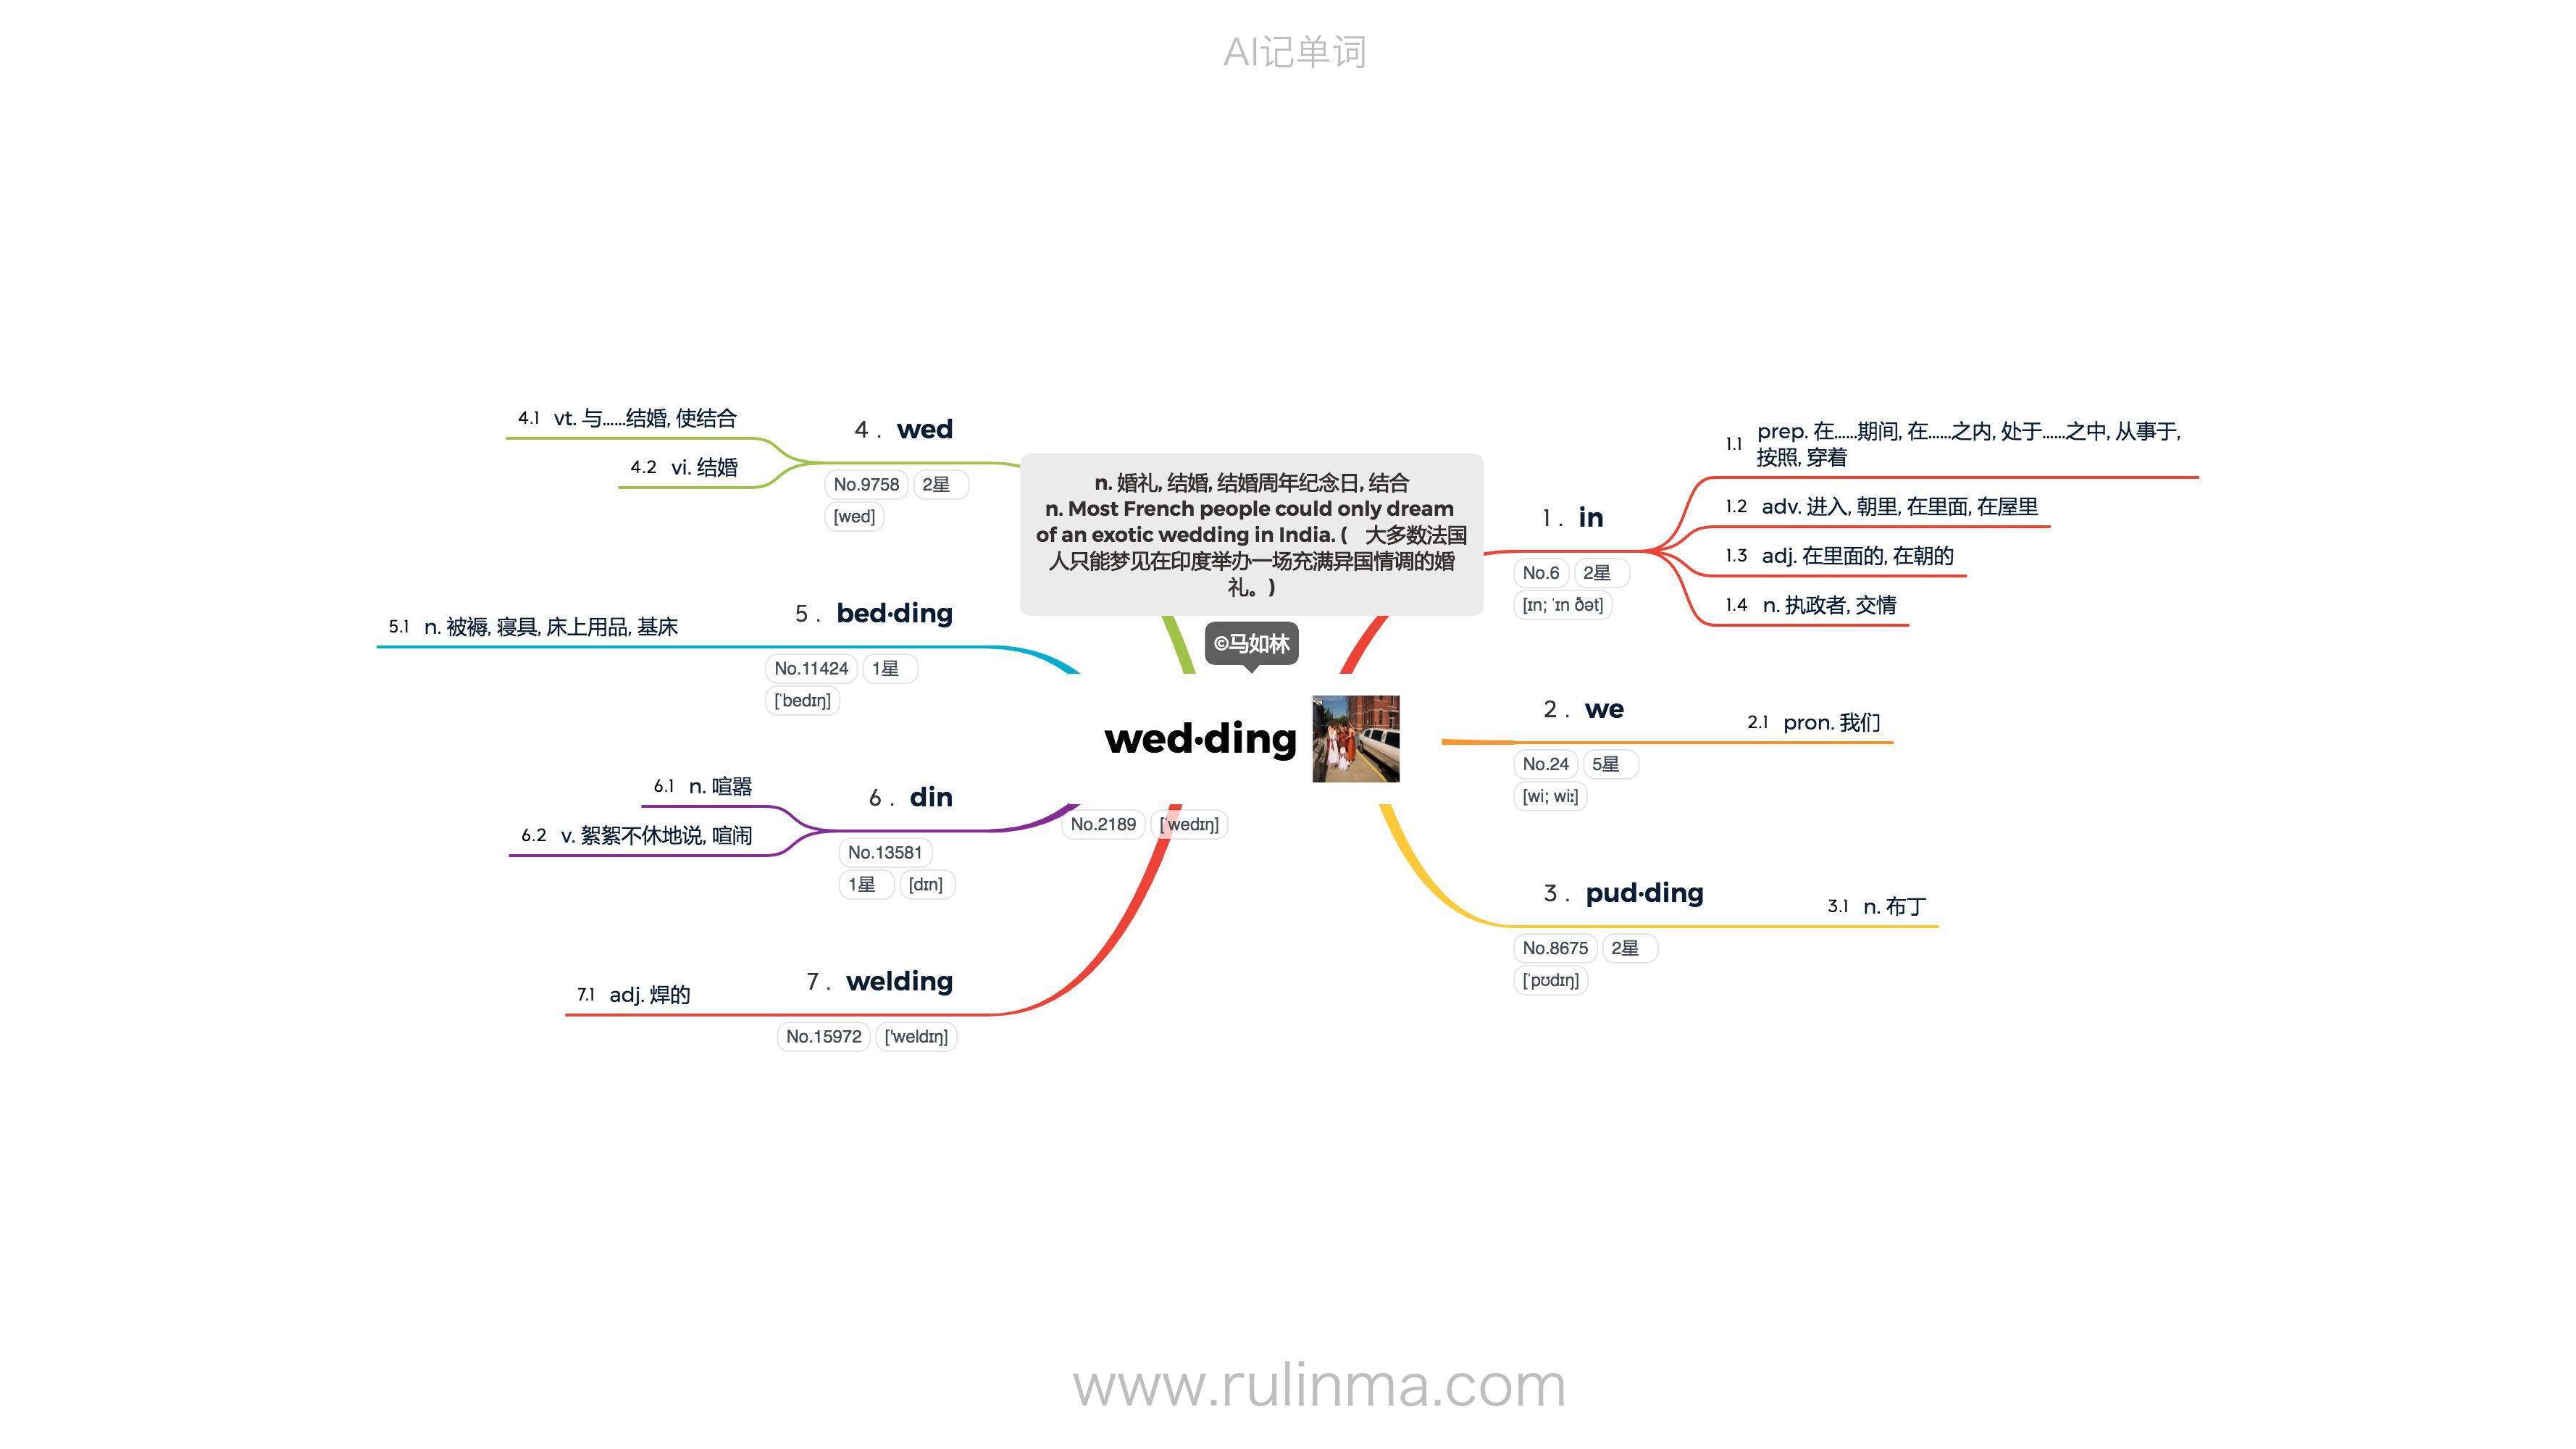 AI记单词
n. 婚礼, 结婚, 结婚周年纪念日, 结合
n. Most French people could only dream
of an exotic wedding in India. ( 大多数法国
人只能梦见在印度举办一场充满异国情调的婚
礼。)
©马如林
wed·ding
No.2189 [ˈwedɪŋ]
1. in
No.6 2星
[ɪn; ˈɪn ðət]
1.1 prep. 在……期间, 在……之内, 处于……之中, 从事于,
按照, 穿着
1.2 adv. 进入, 朝里, 在里面, 在屋里
1.3 adj. 在里面的, 在朝的
1.4 n. 执政者, 交情
2. we
No.24 5星
[wi; wiː]
2.1 pron. 我们
3. pud·ding
No.8675 2星
[ˈpʊdɪŋ]
3.1 n. 布丁
4. wed
No.9758 2星
[wed]
4.1 vt. 与……结婚, 使结合
4.2 vi. 结婚
5. bed·ding
No.11424 1星
[ˈbedɪŋ]
5.1 n. 被褥, 寝具, 床上用品, 基床
6. din
No.13581
1星 [dɪn]
6.1 n. 喧嚣
6.2 v. 絮絮不休地说, 喧闹
7. welding
No.15972 ['weldɪŋ]
7.1 adj. 焊的
www.rulinma.com